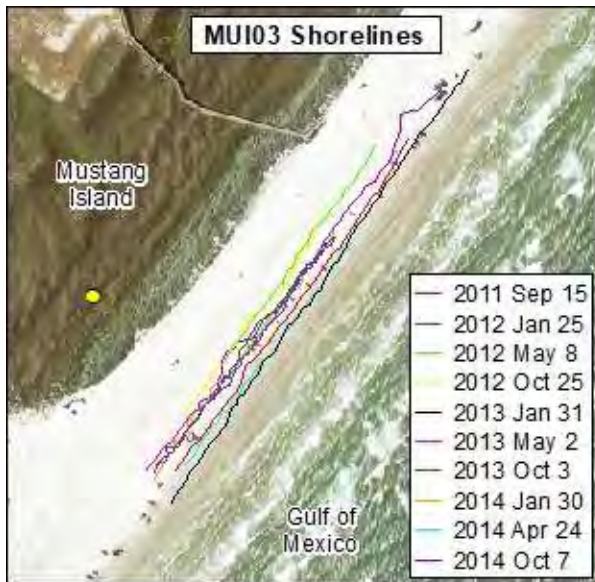 MUI03 Shorelines
Mustang
Island
2011 Sep 15
2012 Jan 25
2012 May 8
2012 Oct 25
2013 Jan 31
2013 May 2
2013 Oct 3
2014 Jan 30
2014 Apr 24
2014 Oct 7
Gulf of
Mexico